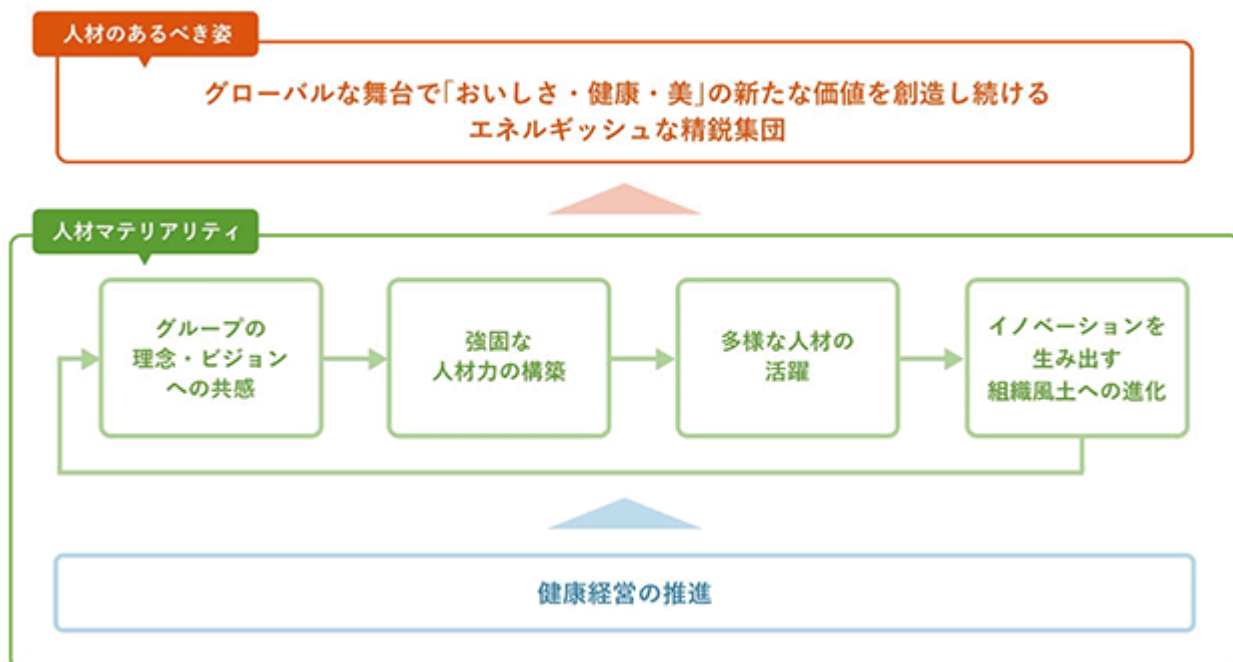 人材のあるべき姿
グローバルな舞台で｢おいしさ・健康・美｣の新たな価値を創造し続ける
エネルギッシュな精鋭集団
人材マテリアリティ
グループの
理念・ビジョン
への共感
強固な
人材力の構築
多様な人材の
活躍
イノベーションを
生み出す
組織風土への進化
健康経営の推進